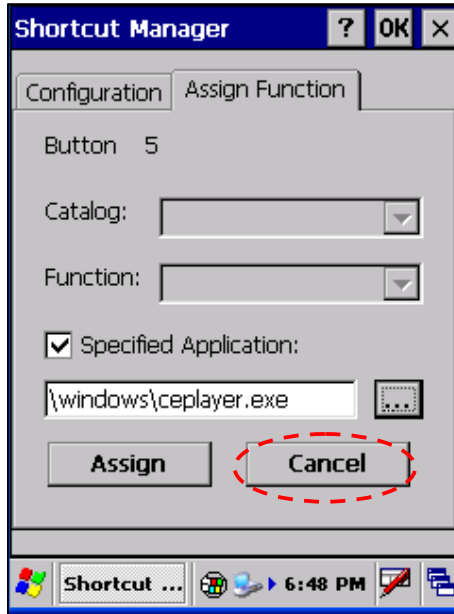 Shortcut Manager ? OK ×
Configuration Assign Function
Button 5
Catalog:
Function:
Specified Application:
\windows\ceplayer.exe ...
Assign Cancel
Shortcut ... 6:48 PM